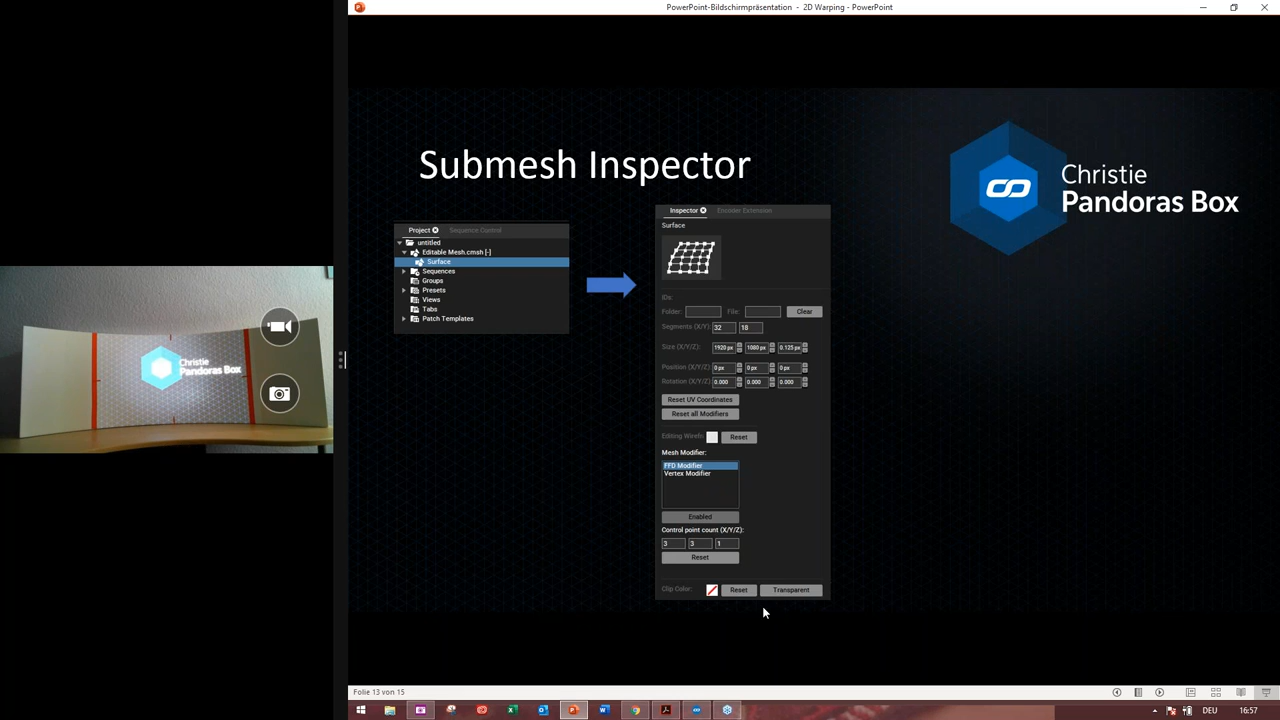 PowerPoint-Bildschirmpräsentation - 2D Warping - PowerPoint
Submesh Inspector
Christie
Pandoras Box
Project
Sequence Control
untitled
Editable Mesh.cmsh [-]
Surface
Sequences
Groups
Presets
Views
Tabs
Patch Templates
Inspector
Encoder Extension
Surface
IDs:
Folder:
File:
Clear
Segments (X/Y):
32
18
Size (X/Y/Z):
1920 px
1080 px
0.125 px
Position (X/Y/Z):
0 px
0 px
0 px
Rotation (X/Y/Z):
0.000
0.000
0.000
Reset UV Coordinates
Reset all Modifiers
Editing Wirefr.
Reset
Mesh Modifier:
FFD Modifier
Vertex Modifier
Enabled
Control point count (X/Y/Z):
3
3
1
Reset
Clip Color:
Reset
Transparent
Christie
Pandoras Box
Folie 13 von 15
DEU
16:57